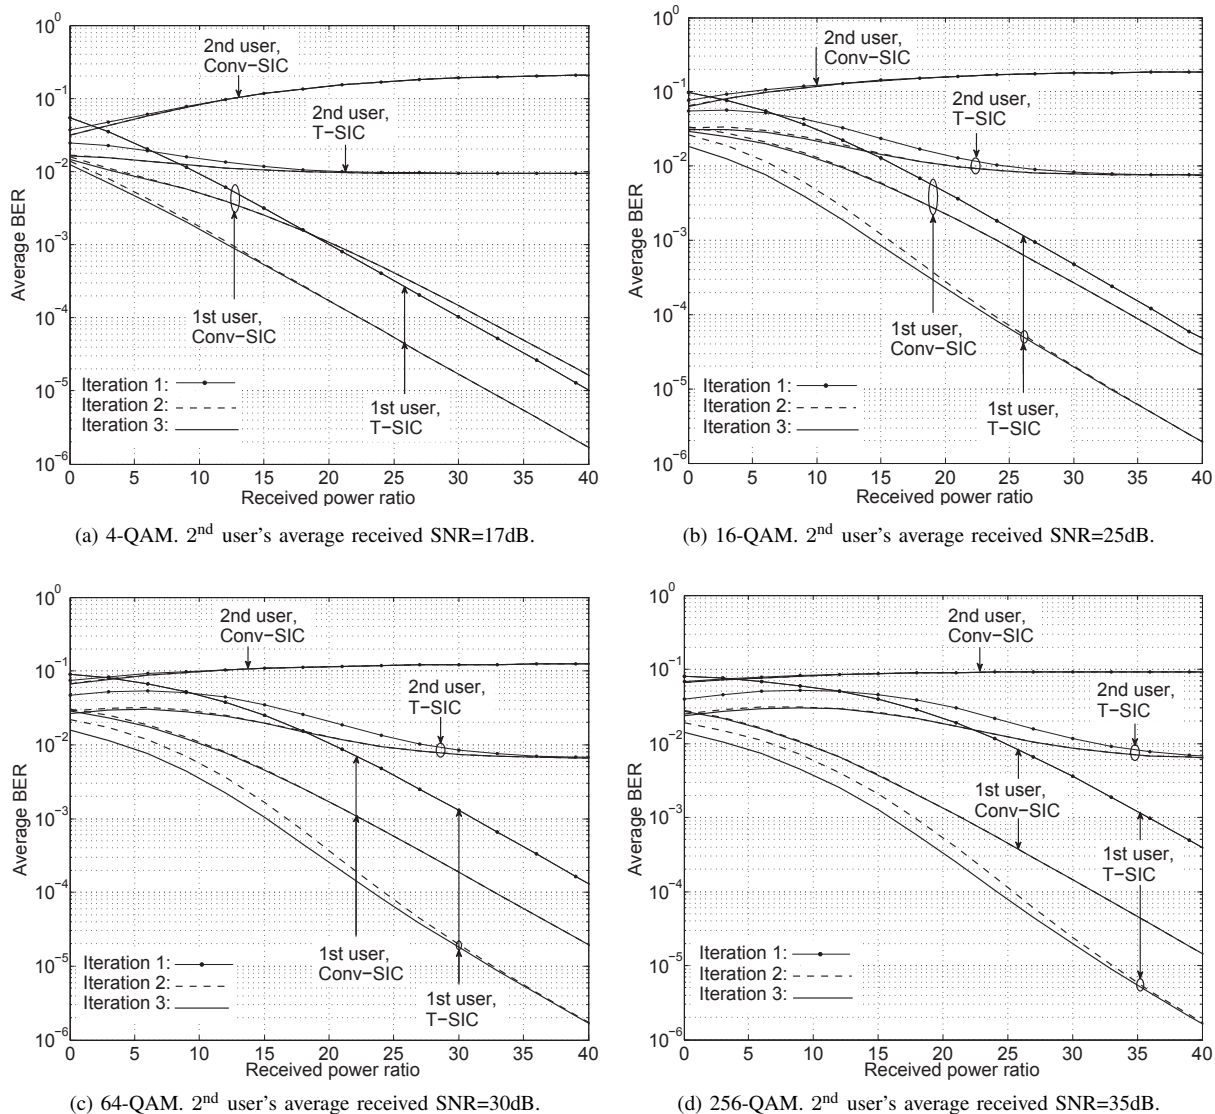 10^0
10^−1
10^−2
10^−3
10^−4
10^−5
10^−6
Average BER
2nd user,
Conv−SIC
2nd user,
T−SIC
1st user,
Conv−SIC
1st user,
T−SIC
Iteration 1:
Iteration 2:
Iteration 3:
0 5 10 15 20 25 30 35 40
Received power ratio
(a) 4-QAM. 2nd user's average received SNR=17dB.
10^0
10^−1
10^−2
10^−3
10^−4
10^−5
10^−6
Average BER
2nd user,
Conv−SIC
2nd user,
T−SIC
1st user,
Conv−SIC
1st user,
T−SIC
Iteration 1:
Iteration 2:
Iteration 3:
0 5 10 15 20 25 30 35 40
Received power ratio
(b) 16-QAM. 2nd user's average received SNR=25dB.
10^0
10^−1
10^−2
10^−3
10^−4
10^−5
10^−6
Average BER
2nd user,
Conv−SIC
2nd user,
T−SIC
1st user,
Conv−SIC
1st user,
T−SIC
Iteration 1:
Iteration 2:
Iteration 3:
0 5 10 15 20 25 30 35 40
Received power ratio
(c) 64-QAM. 2nd user's average received SNR=30dB.
10^0
10^−1
10^−2
10^−3
10^−4
10^−5
10^−6
Average BER
2nd user,
Conv−SIC
2nd user,
T−SIC
1st user,
Conv−SIC
1st user,
T−SIC
Iteration 1:
Iteration 2:
Iteration 3:
0 5 10 15 20 25 30 35 40
Received power ratio
(d) 256-QAM. 2nd user's average received SNR=35dB.